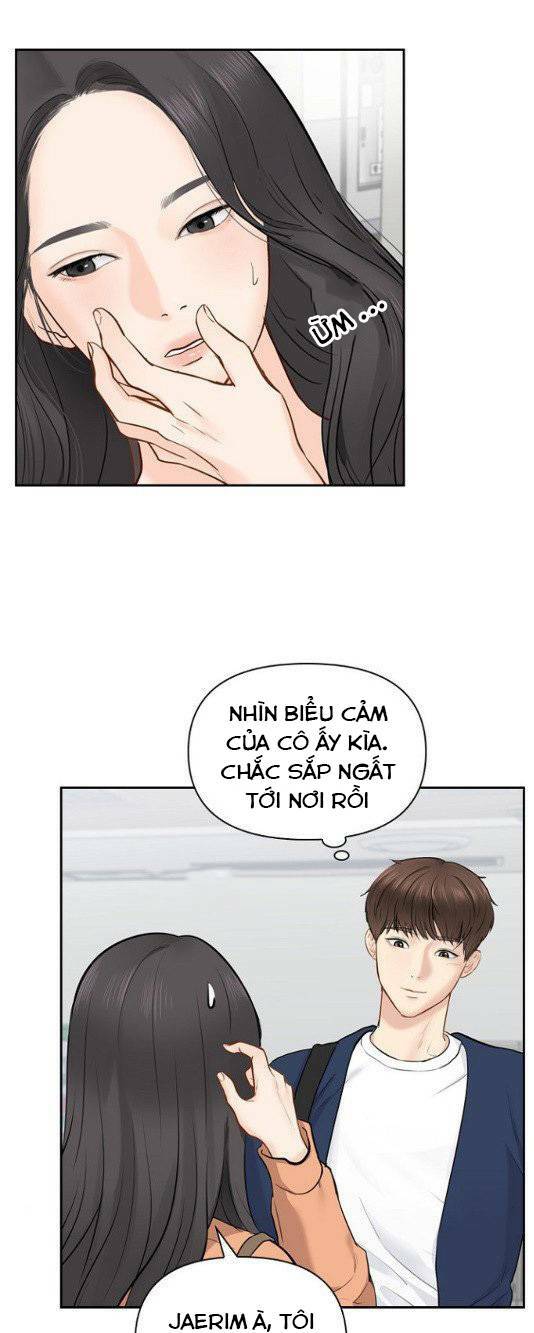 ỪM...
NHÌN BIỂU CẢM
CỦA CÔ ẤY KÌA.
CHẮC SẮP NGẤT
TỚI NƠI RỒI
JAERIM À, TÔI